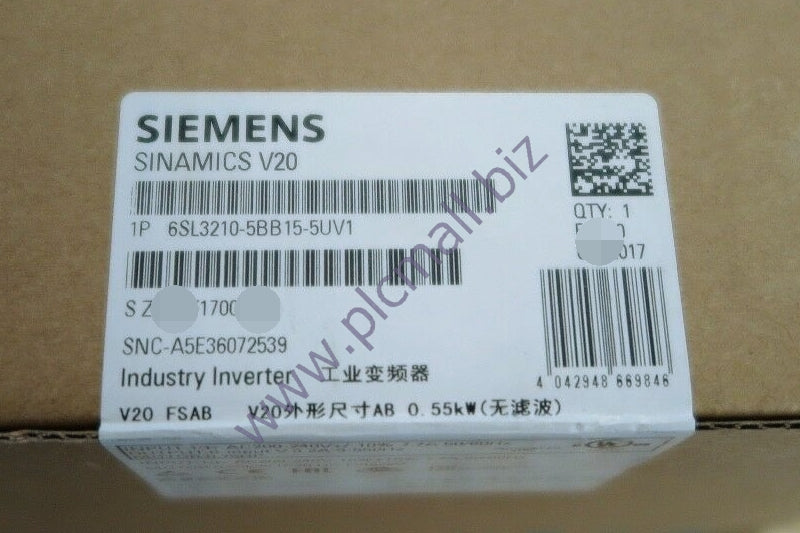 SIEMENS
SINAMICS V20
1P 6SL3210-5BB15-5UV1
QTY: 1
017
S Z 1700
SNC-A5E36072539
Industry Inverter 工业变频器
4 042948 669846
V20 FSAB V20外形尺寸AB 0.55kW(无滤波)
www.plcmall.biz